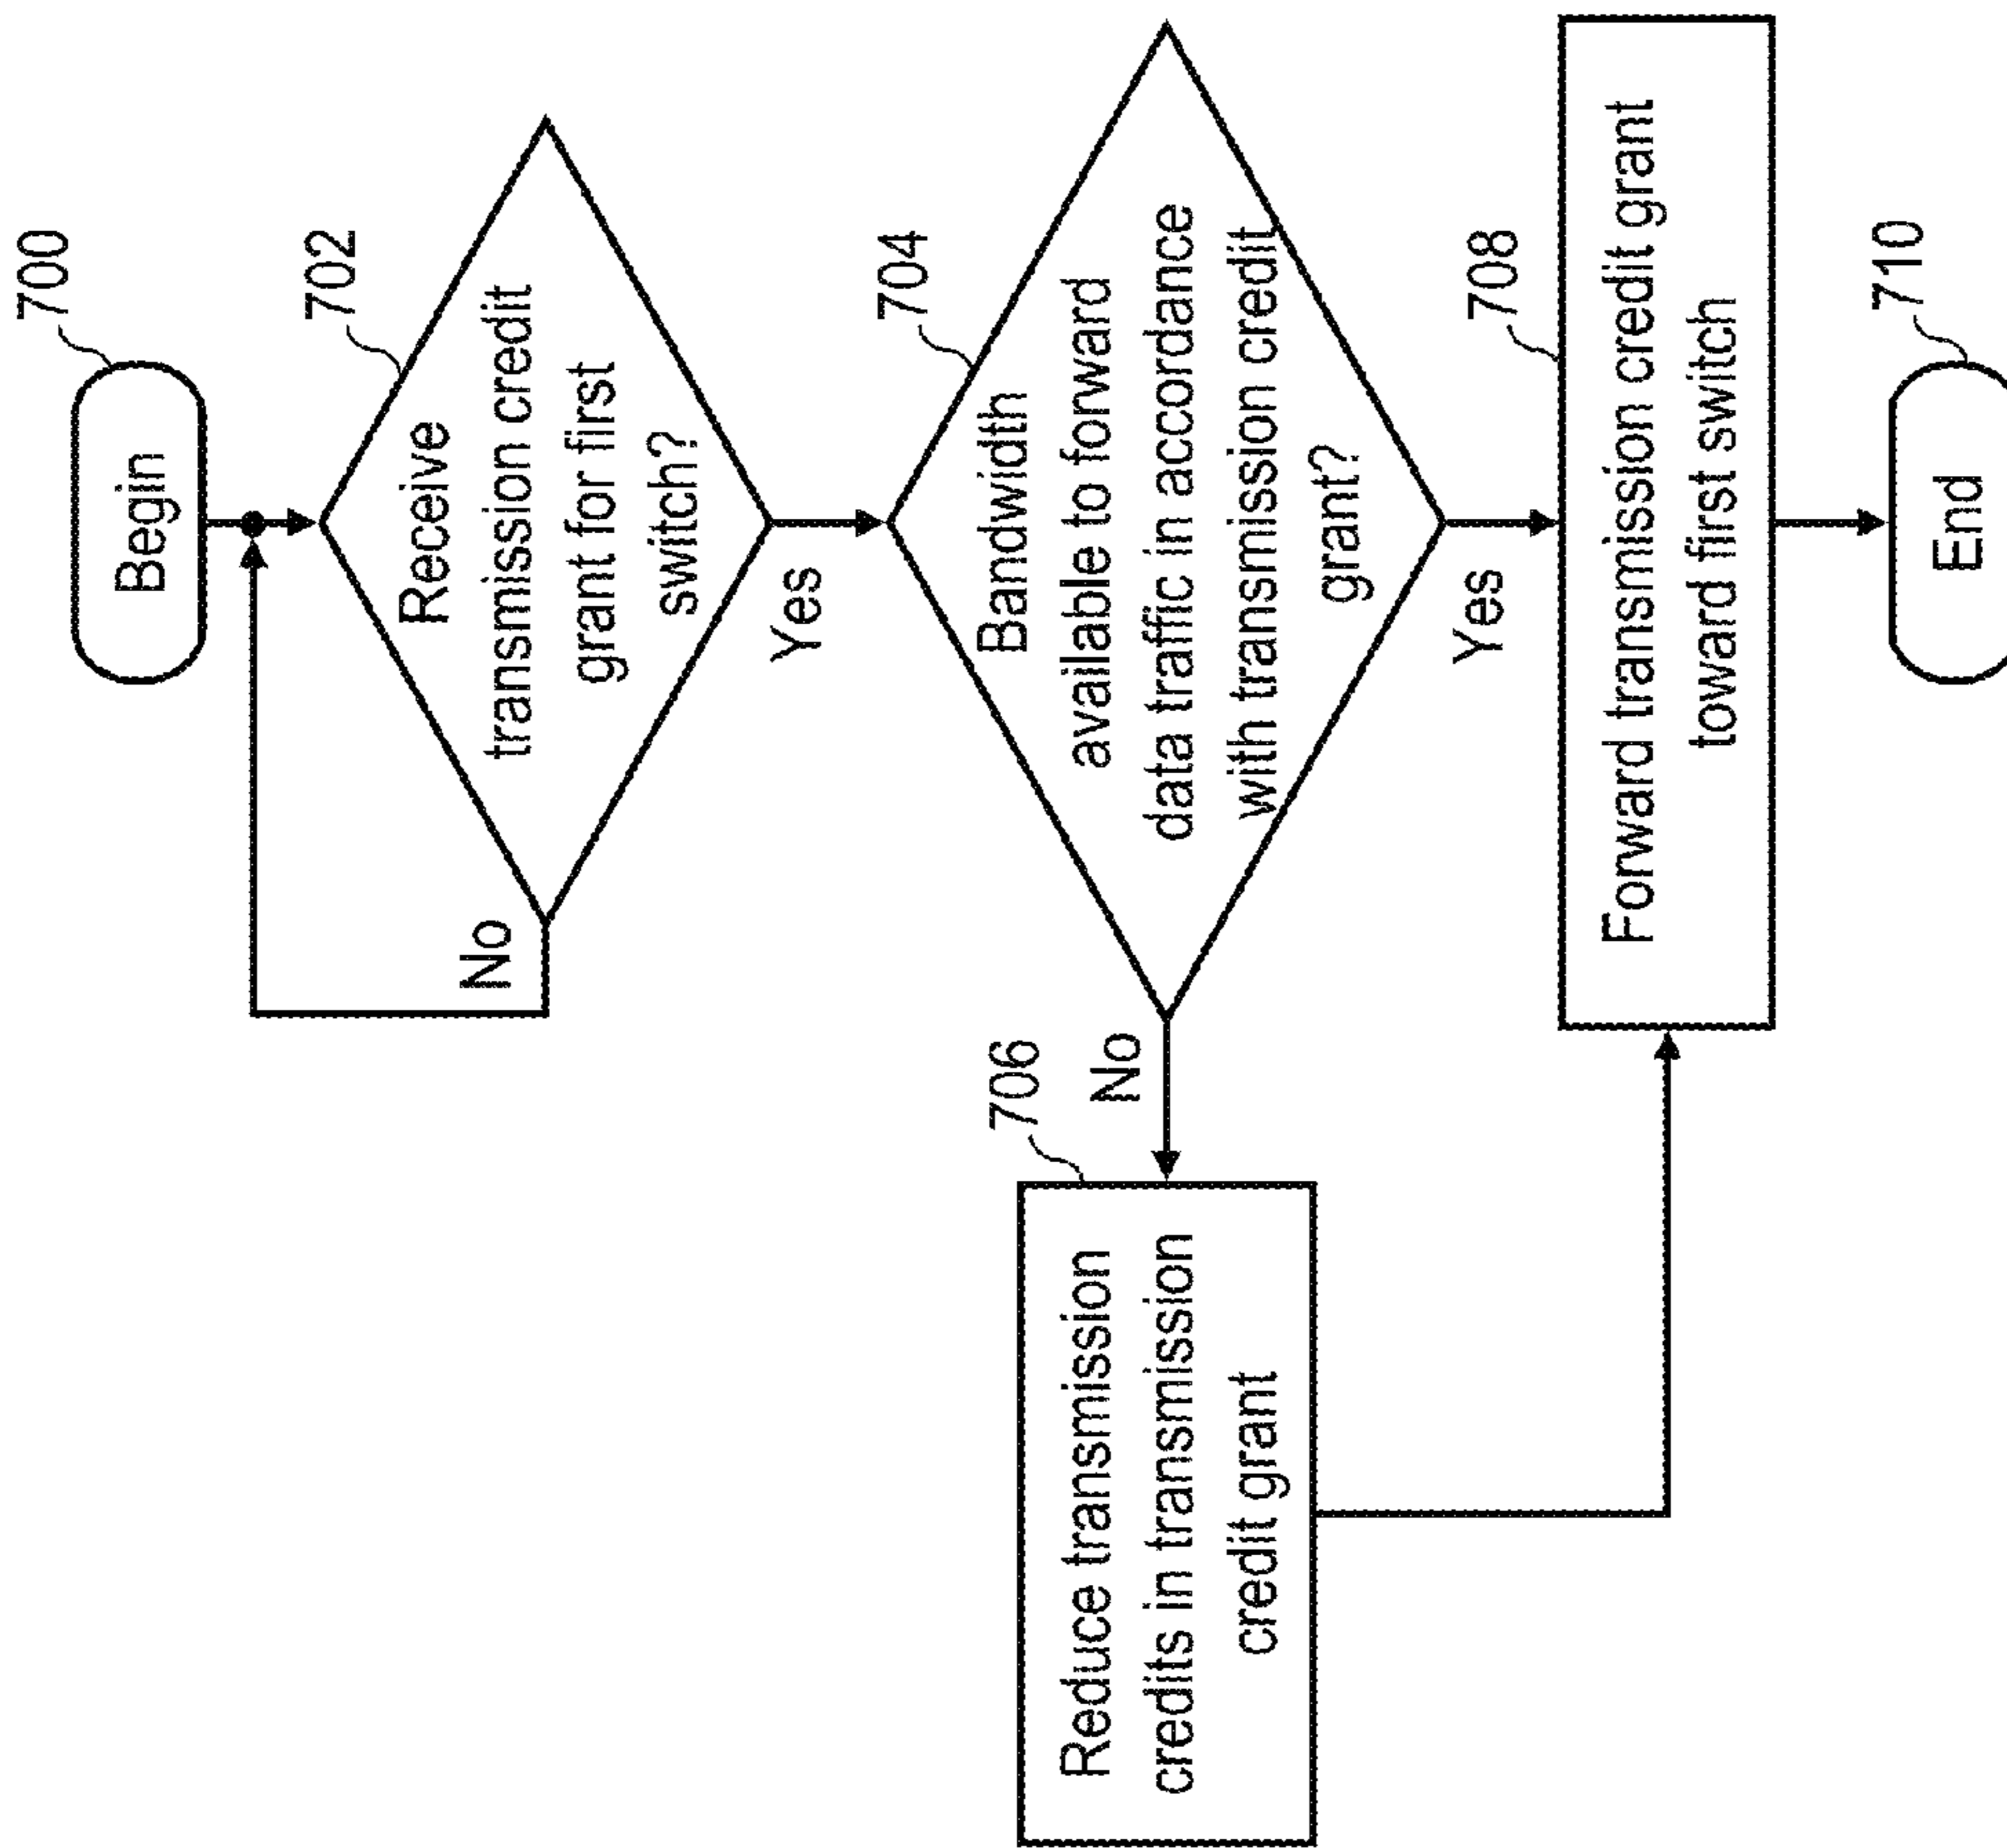 700
Begin
702
Receive
transmission credit
grant for first
switch?
No
Yes
704
Bandwidth
available to forward
data traffic in accordance
with transmission credit
grant?
No
Yes
706
Reduce transmission
credits in transmission
credit grant
708
Forward transmission credit grant
toward first switch
710
End